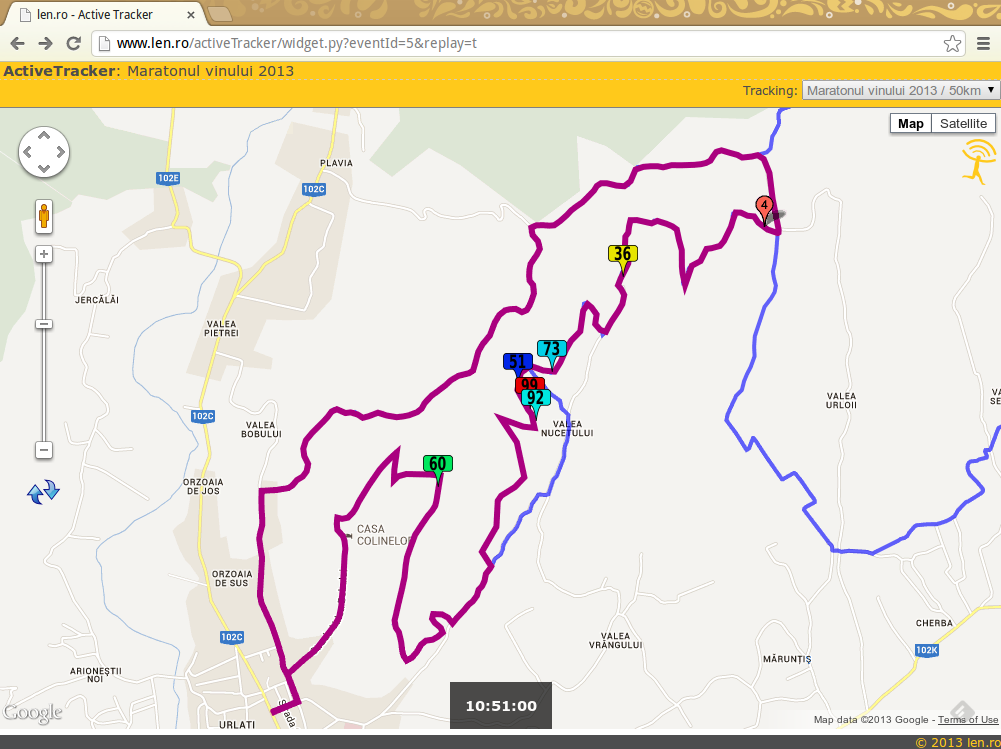 len.ro - Active Tracker
www.len.ro/activeTracker/widget.py?eventId=5&replay=t
ActiveTracker: Maratonul vinului 2013
Tracking: Maratonul vinului 2013 / 50km
Map Satellite
PLAVIA
102E
102C
4
36
JERCĂLĂI
VALEA
PIETREI
73
51
99
92
VALEA
URLOII
VA
SE
102C
VALEA
BOBULUI
VALEA
NUCETULUI
60
ORZOAIA
DE JOS
CASA
COLINELOR
ORZOAIA
DE SUS
102C
CHERBA
VALEA
VRÂNGULUI
102K
MĂRUNȚIȘ
ARIONEȘTII
NOI
Strada
10:51:00
Google
URLATI
Map data ©2013 Google - Terms of Use
© 2013 len.ro